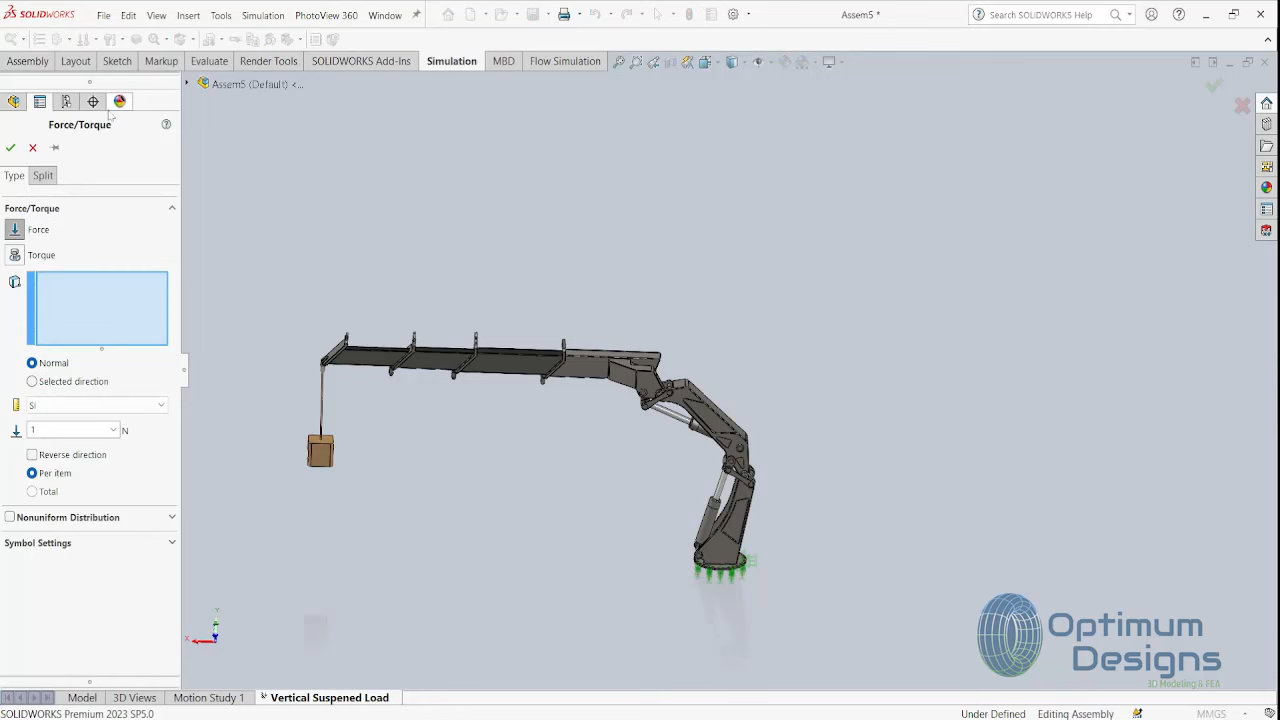 SOLIDWORKS File Edit View Insert Tools Simulation PhotoView 360 Window Assem5 * Search SOLIDWORKS Help
Assembly Layout Sketch Markup Evaluate Render Tools SOLIDWORKS Add-Ins Simulation MBD Flow Simulation
Assem5 (Default) <...
Force/Torque
Type Split
Force/Torque
Force
Torque
Normal
Selected direction
SI
1 N
Reverse direction
Per item
Total
Nonuniform Distribution
Symbol Settings
Y
X
Optimum
Designs
3D Modeling & FEA
Model 3D Views Motion Study 1 Vertical Suspened Load
SOLIDWORKS Premium 2023 SP5.0 Under Defined Editing Assembly MMGS